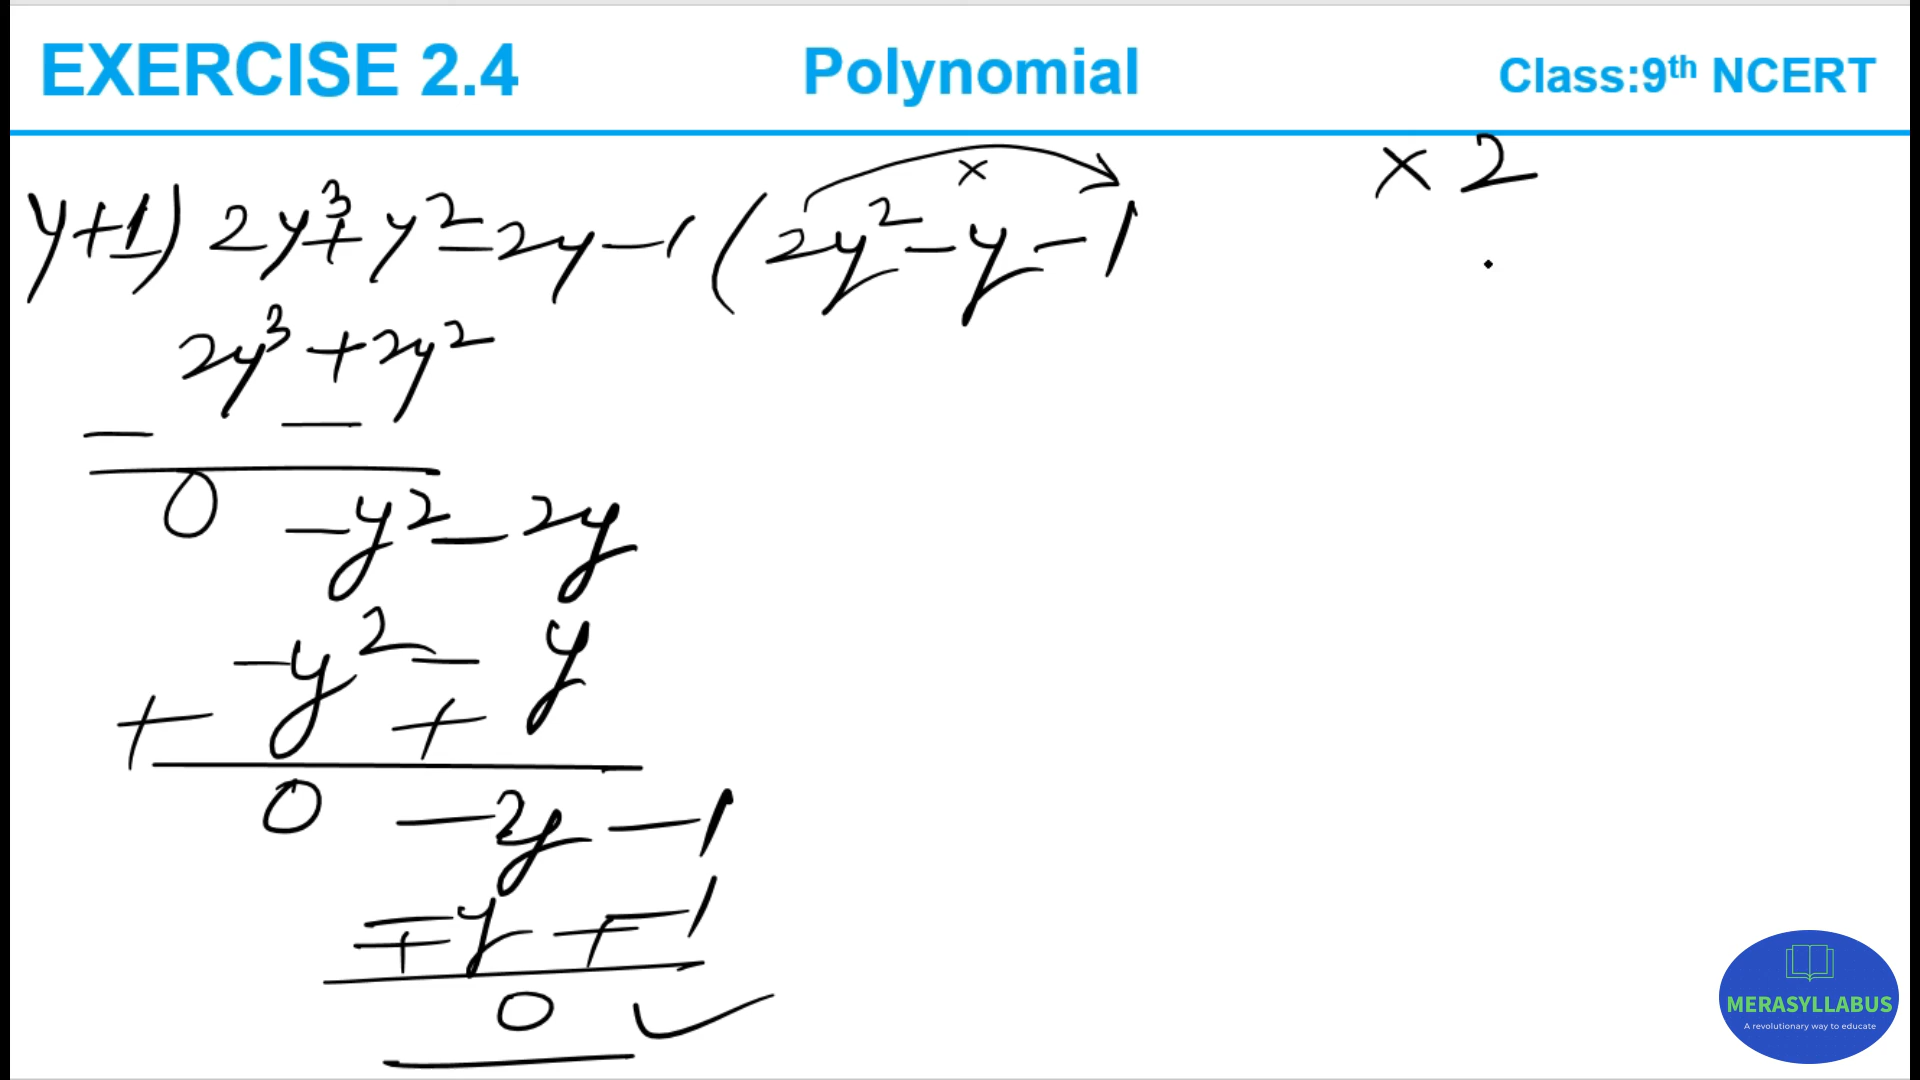 EXERCISE 2.4 Polynomial Class:9th NCERT
× 2
×
y+1) 2y³+y²-2y-1 (2y²-y-1
2y³+2y²
- -
0 -y²-2y
-y²- y
+ +
0 -2y-1
-y -1
+ +
0 ✓
MERASYLLABUS
A revolutionary way to educate